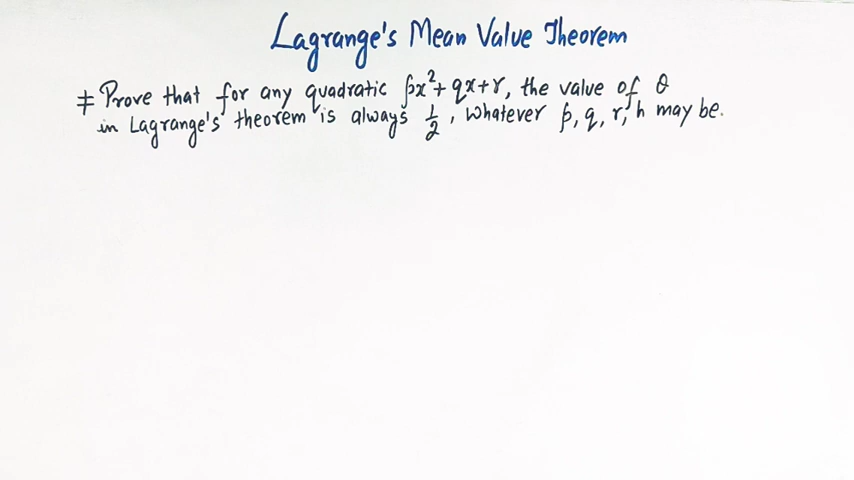 Lagrange's Mean Value Theorem
‡ Prove that for any quadratic px²+qx+r, the value of θ
in Lagrange's theorem is always 1/2, whatever p, q, r, h may be.